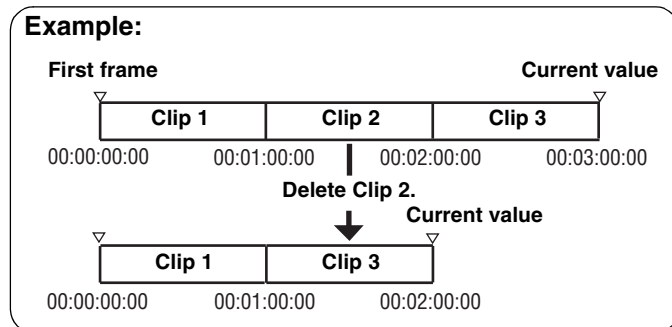 Example:
First frame Current value
Clip 1 Clip 2 Clip 3
00:00:00:00 00:01:00:00 00:02:00:00 00:03:00:00
Delete Clip 2.
Current value
Clip 1 Clip 3
00:00:00:00 00:01:00:00 00:02:00:00